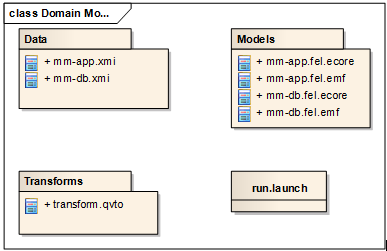 class Domain Mo...
Data
+ mm-app.xmi
+ mm-db.xmi
Models
+ mm-app.fel.ecore
+ mm-app.fel.emf
+ mm-db.fel.ecore
+ mm-db.fel.emf
Transforms
+ transform.qvto
run.launch